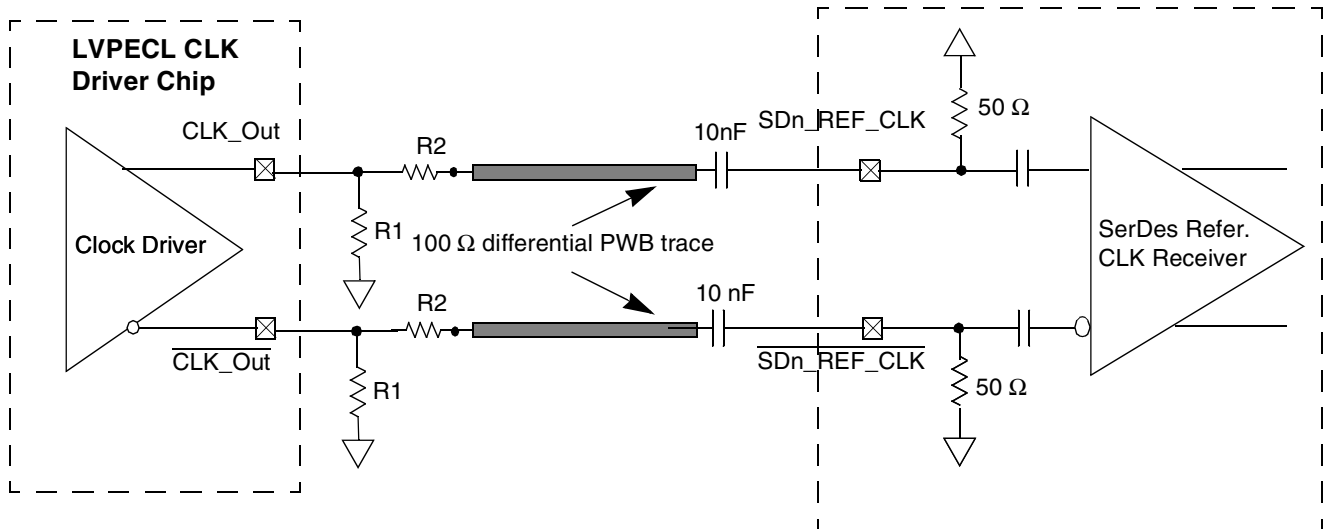 LVPECL CLK
Driver Chip
CLK_Out
R2
10nF
SDn_REF_CLK
50 Ω
Clock Driver
R1
100 Ω differential PWB trace
SerDes Refer.
CLK Receiver
R2
10 nF
CLK_Out
SDn_REF_CLK
R1
50 Ω